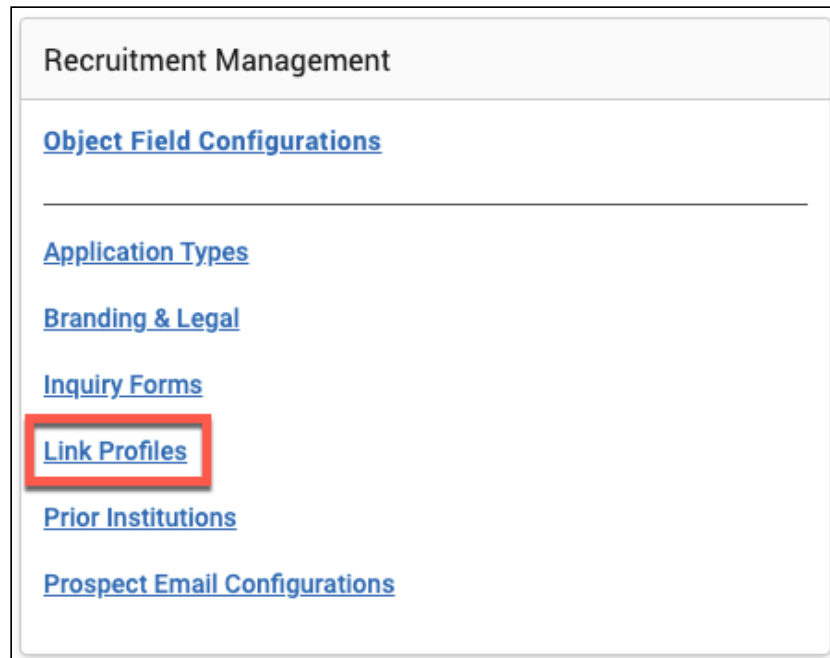 Recruitment Management
Object Field Configurations
Application Types
Branding & Legal
Inquiry Forms
Link Profiles
Prior Institutions
Prospect Email Configurations